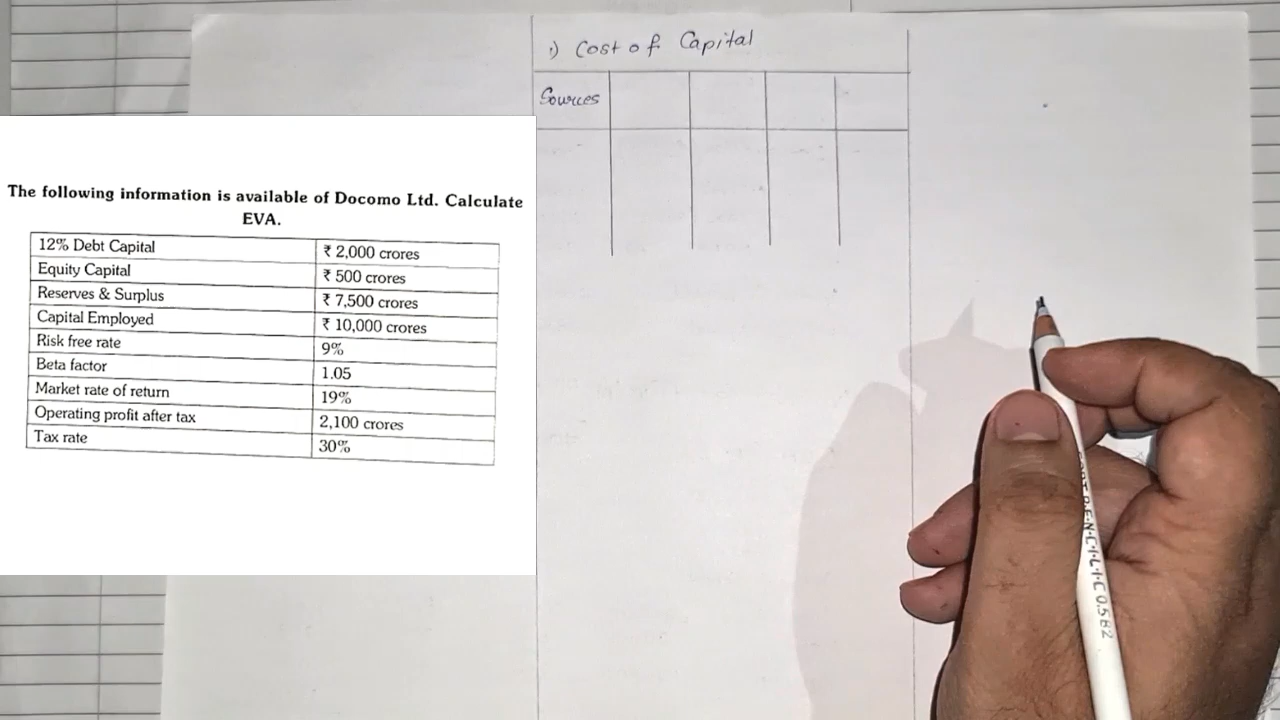 1) Cost of Capital
Sources
The following information is available of Docomo Ltd. Calculate
EVA.
12% Debt Capital ₹ 2,000 crores
Equity Capital ₹ 500 crores
Reserves & Surplus ₹ 7,500 crores
Capital Employed ₹ 10,000 crores
Risk free rate 9%
Beta factor 1.05
Market rate of return 19%
Operating profit after tax 2,100 crores
Tax rate 30%